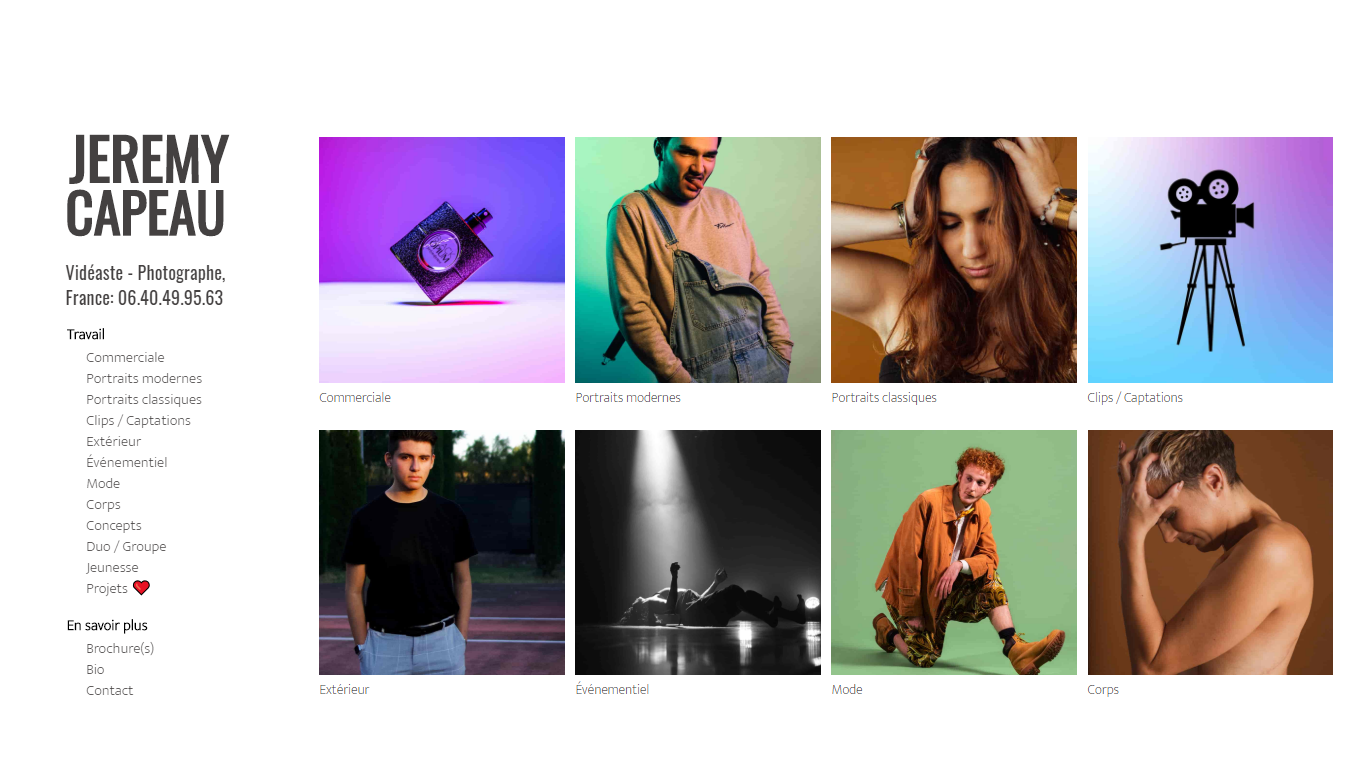 JEREMY
CAPEAU
Vidéaste - Photographe,
France: 06.40.49.95.63
Travail
Commerciale
Portraits modernes
Portraits classiques
Clips / Captations
Extérieur
Événementiel
Mode
Corps
Concepts
Duo / Groupe
Jeunesse
Projets
En savoir plus
Brochure(s)
Bio
Contact
Commerciale
Portraits modernes
Portraits classiques
Clips / Captations
Extérieur
Événementiel
Mode
Corps